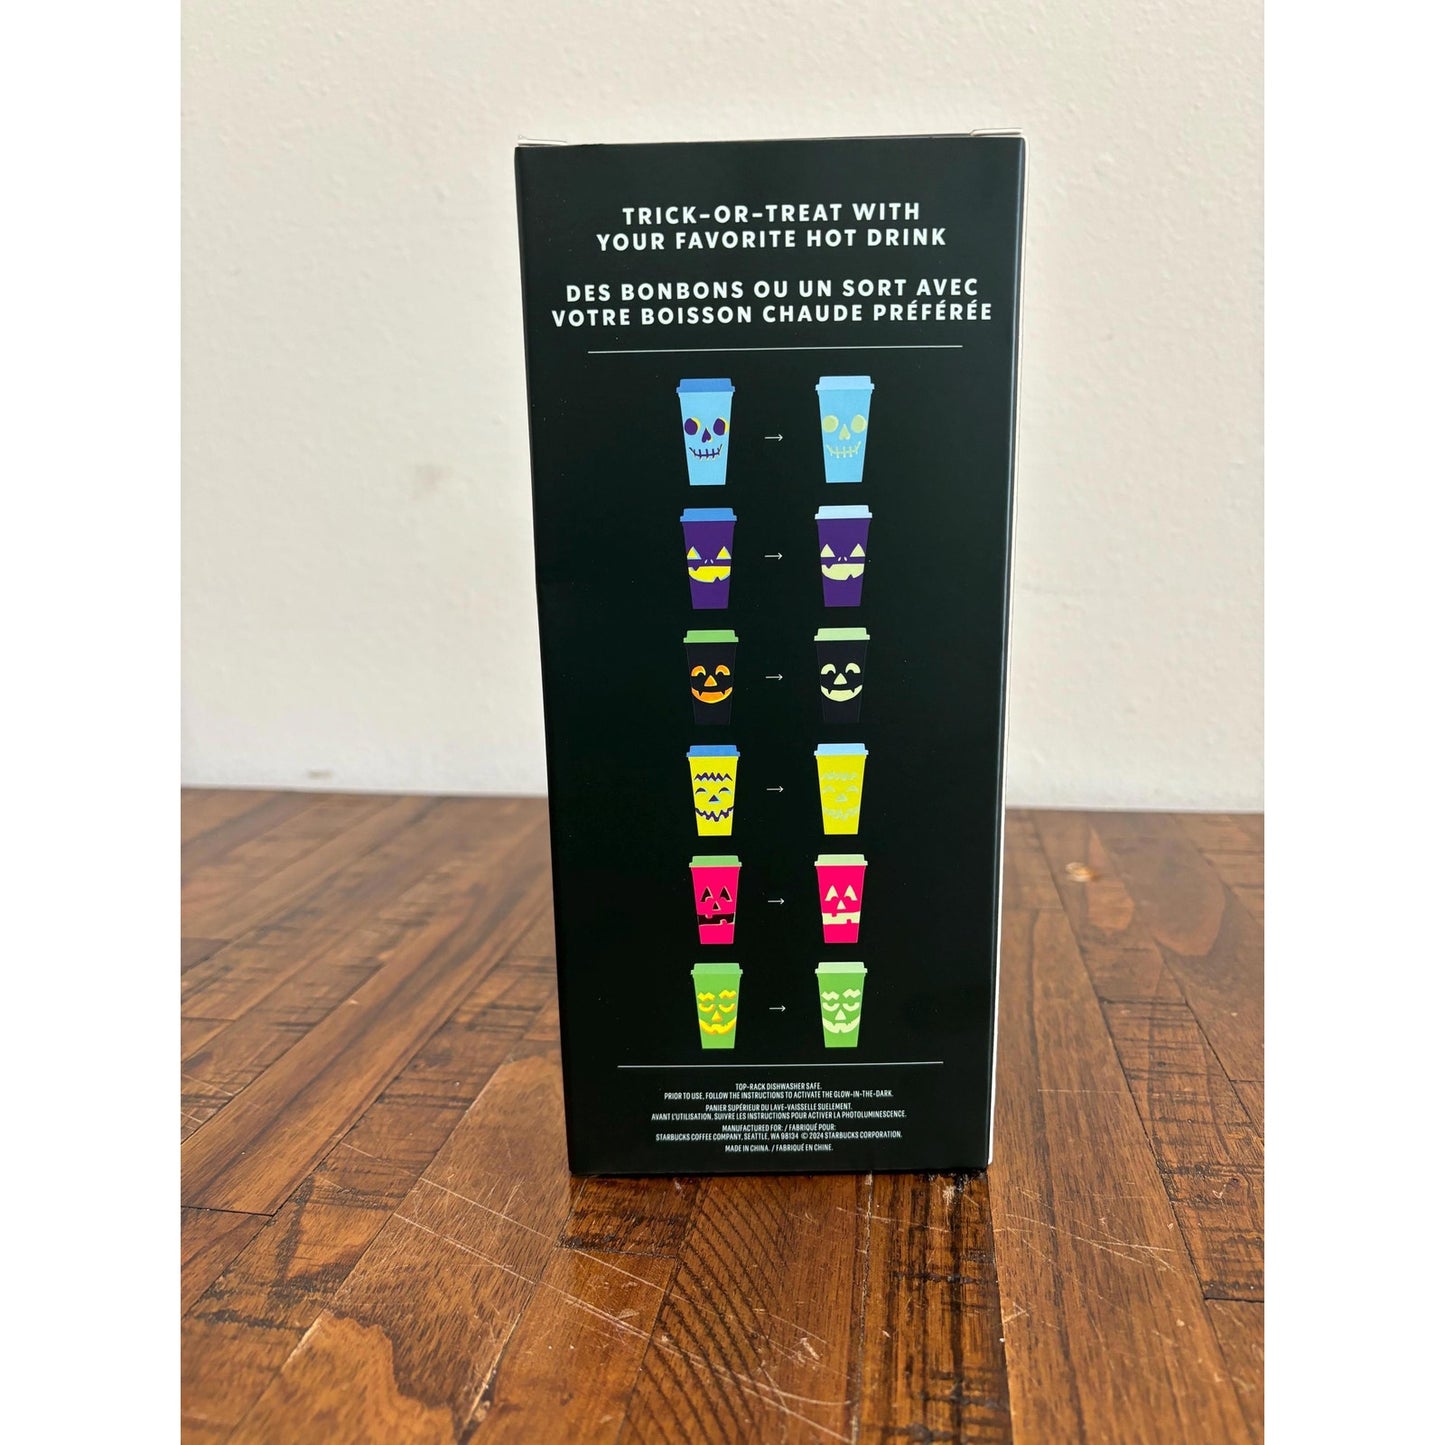 TRICK-OR-TREAT WITH
YOUR FAVORITE HOT DRINK
DES BONBONS OU UN SORT AVEC
VOTRE BOISSON CHAUDE PRÉFÉRÉE
TOP-RACK DISHWASHER SAFE.
PRIOR TO USE, FOLLOW THE INSTRUCTIONS TO ACTIVATE THE GLOW-IN-THE-DARK.
PANIER SUPÉRIEUR DU LAVE-VAISSELLE SUELEMENT.
AVANT L'UTILISATION, SUIVRE LES INSTRUCTIONS POUR ACTIVER LA PHOTOLUMINESCENCE.
MANUFACTURED FOR: / FABRIQUÉ POUR:
STARBUCKS COFFEE COMPANY, SEATTLE, WA 98134 © 2024 STARBUCKS CORPORATION.
MADE IN CHINA. / FABRIQUÉ EN CHINE.